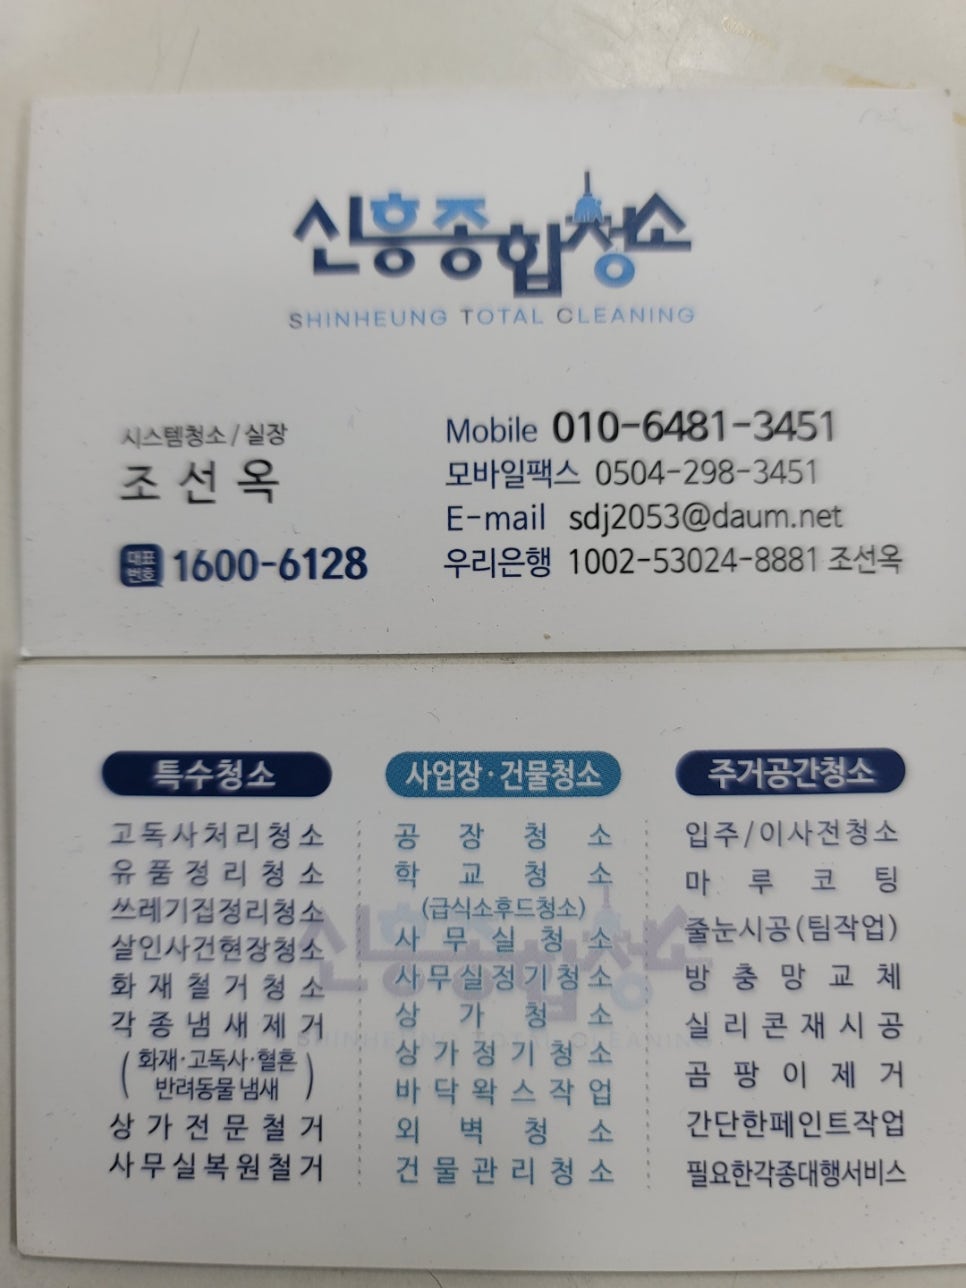 신흥종합청소
SHINHEUNG TOTAL CLEANING
시스템청소 / 실장
조선옥
대표번호 1600-6128
Mobile 010-6481-3451
모바일팩스 0504-298-3451
E-mail sdj2053@daum.net
우리은행 1002-53024-8881 조선옥
특수청소
고독사처리청소
유품정리청소
쓰레기집정리청소
살인사건현장청소
화재철거청소
각종냄새제거
(화재·고독사·혈흔
반려동물 냄새)
상가전문철거
사무실복원철거
사업장·건물청소
공장청소
학교청소
(급식소후드청소)
사무실청소
사무실정기청소
상가청소
상가정기청소
바닥왁스작업
외벽청소
건물관리청소
주거공간청소
입주/이사전청소
마루코팅
줄눈시공(팀작업)
방충망교체
실리콘재시공
곰팡이제거
간단한페인트작업
필요한각종대행서비스
신흥종합청소
SHINHEUNG TOTAL CLEANING